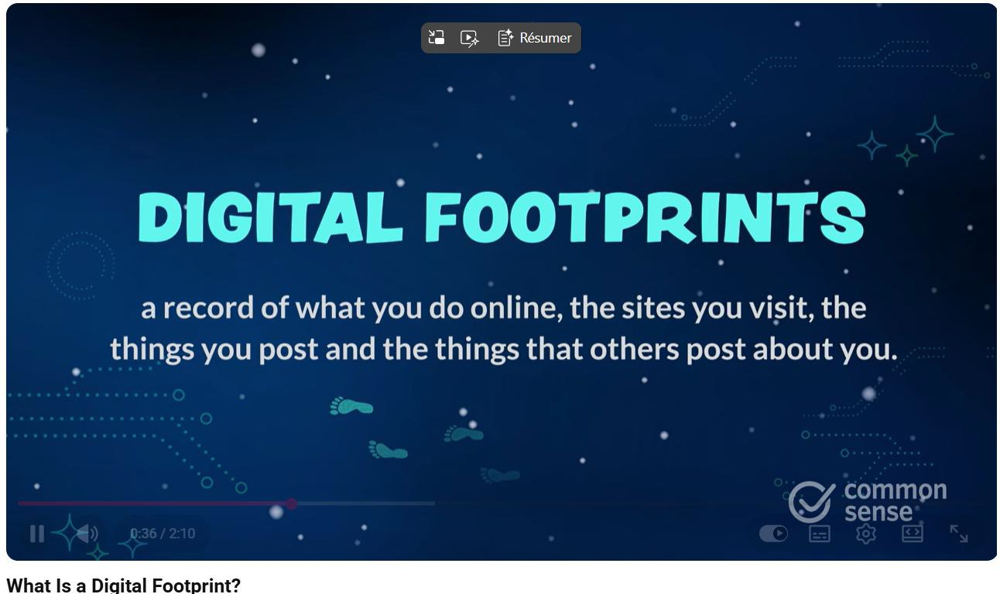 Résumer
DIGITAL FOOTPRINTS
a record of what you do online, the sites you visit, the
things you post and the things that others post about you.
common
sense®
0:36 / 2:10
What Is a Digital Footprint?